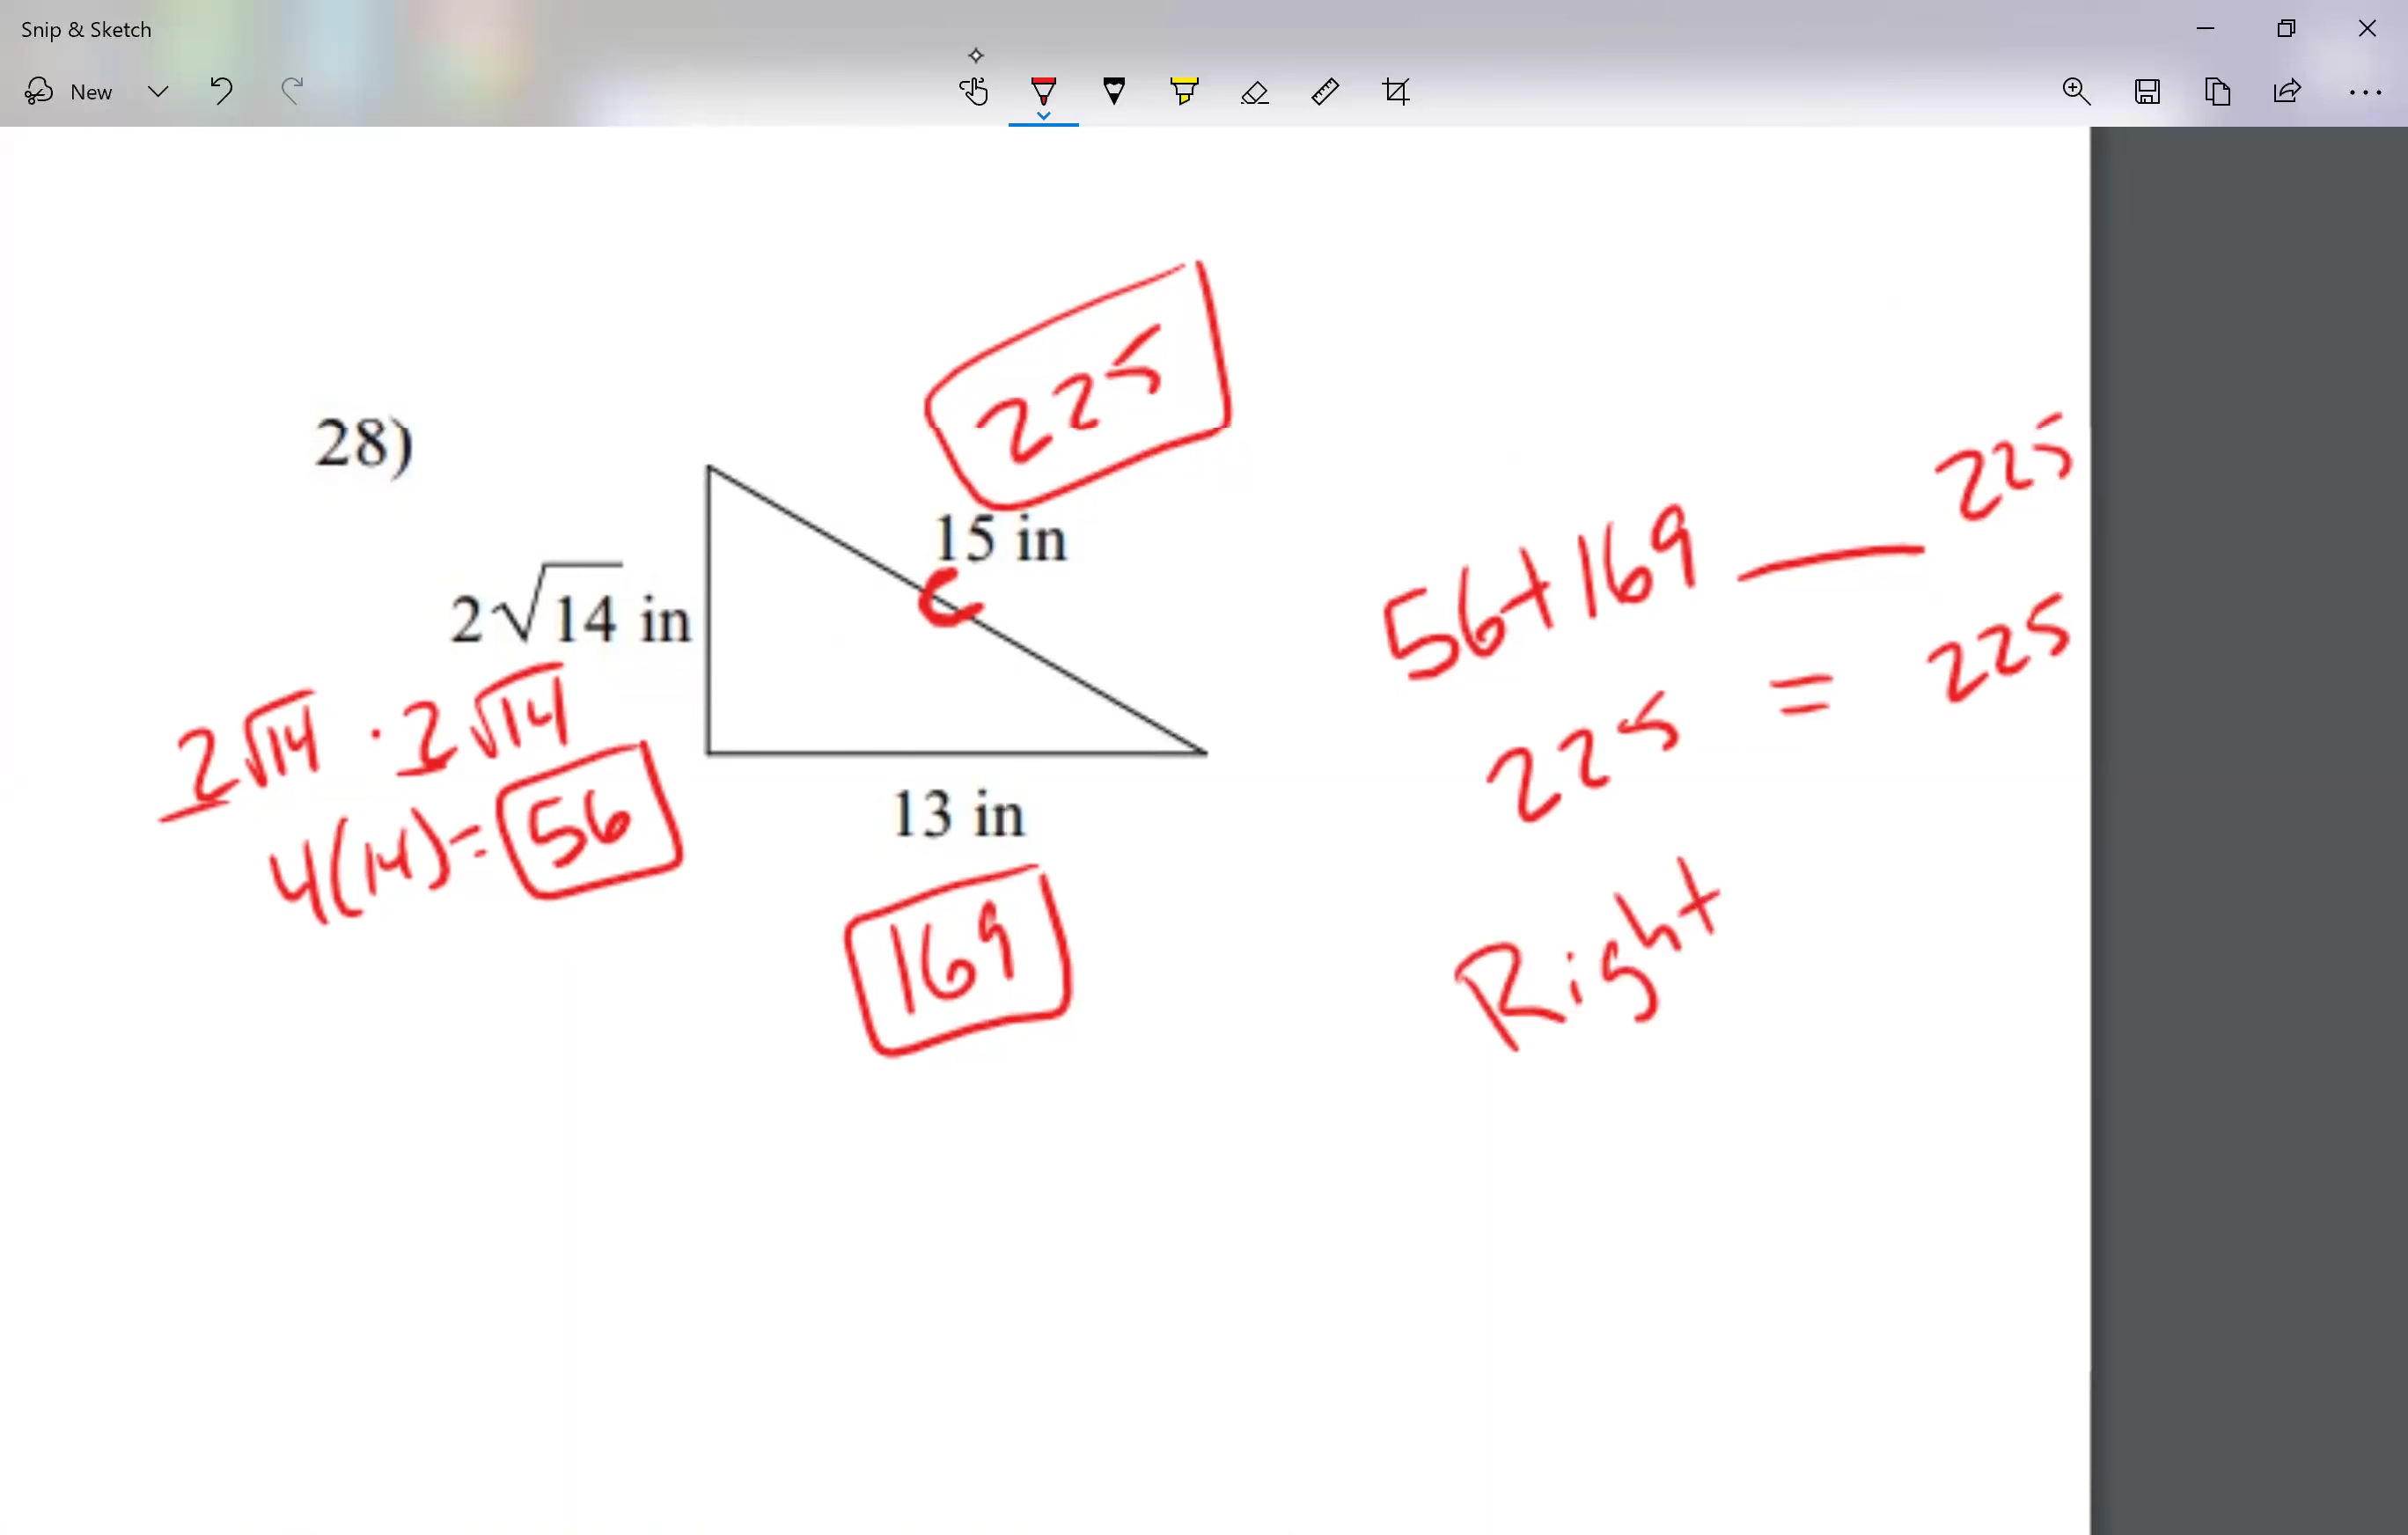 Snip & Sketch
New
225
28)
15 in
c
2√14 in
2√14 · 2√14
4(14) = 56
13 in
169
56+169 ___ 225
225 = 225
Right